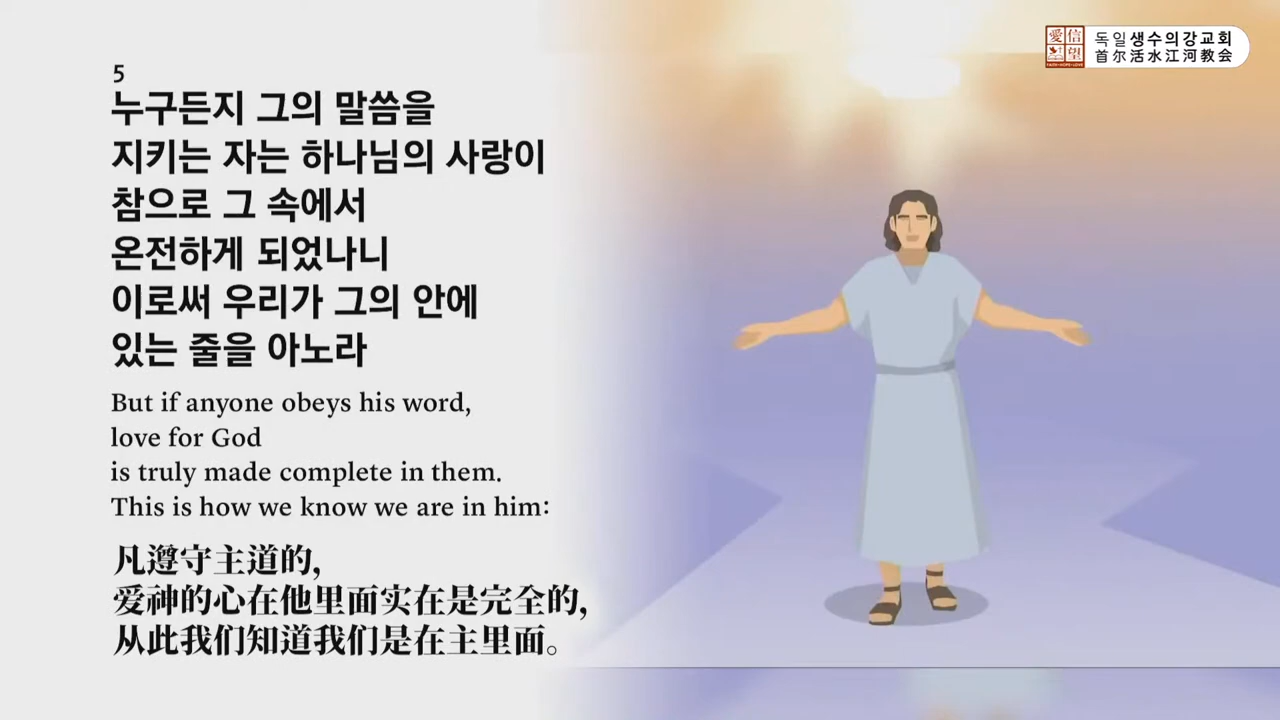 5
누구든지 그의 말씀을
지키는 자는 하나님의 사랑이
참으로 그 속에서
온전하게 되었나니
이로써 우리가 그의 안에
있는 줄을 아노라
But if anyone obeys his word,
love for God
is truly made complete in them.
This is how we know we are in him:
凡遵守主道的,
爱神的心在他里面实在是完全的,
从此我们知道我们是在主里面。
愛信
望
FAITH·HOPE·LOVE
독일생수의강교회
首尔活水江河教会